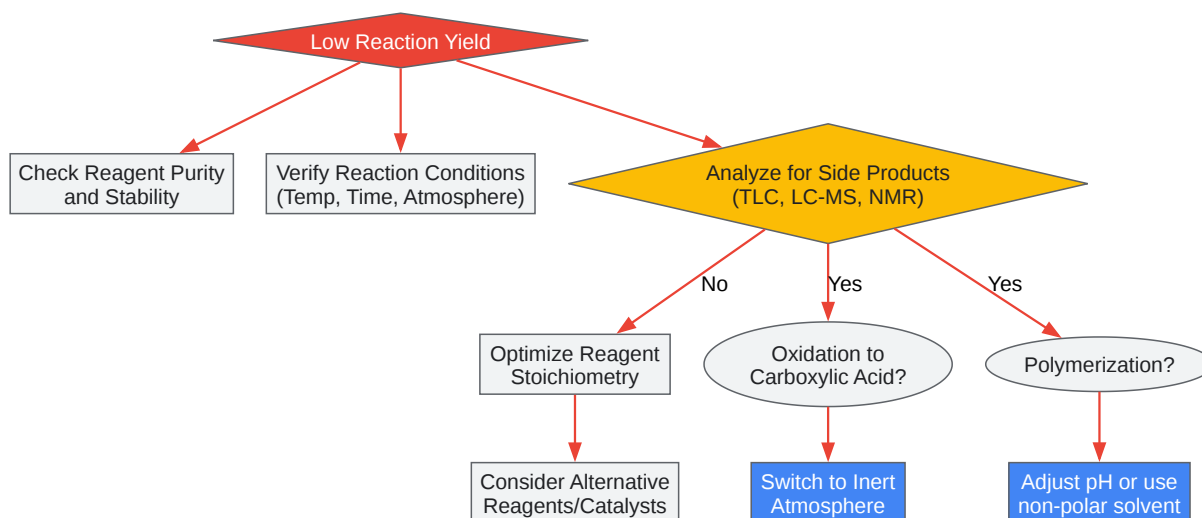 Low Reaction Yield
Check Reagent Purity
and Stability
Verify Reaction Conditions
(Temp, Time, Atmosphere)
Analyze for Side Products
(TLC, LC-MS, NMR)
No
Yes
Yes
Optimize Reagent
Stoichiometry
Oxidation to
Carboxylic Acid?
Polymerization?
Consider Alternative
Reagents/Catalysts
Switch to Inert
Atmosphere
Adjust pH or use
non-polar solvent